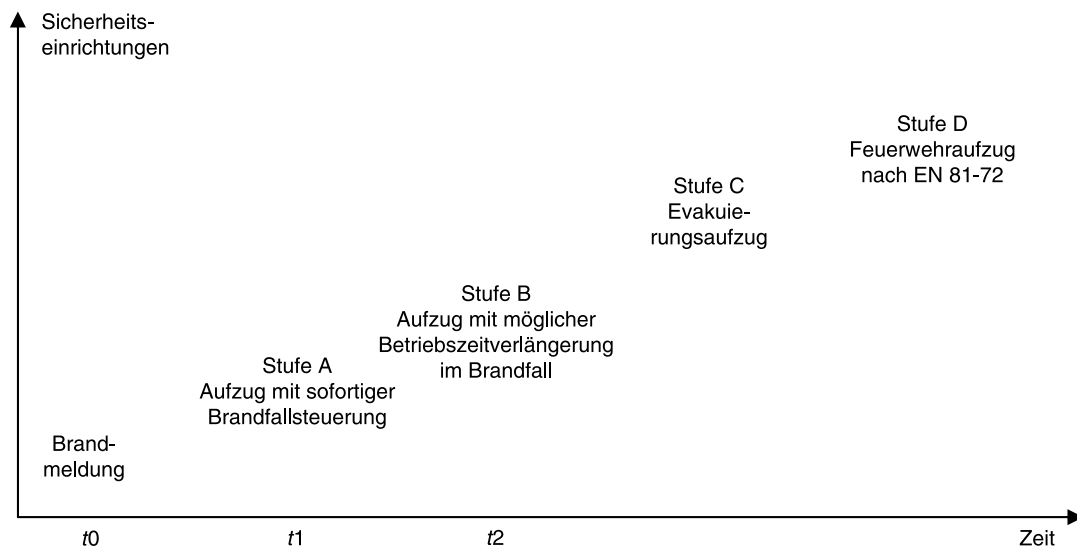 Sicherheits-
einrichtungen
Stufe D
Feuerwehraufzug
nach EN 81-72
Stufe C
Evakuie-
rungsaufzug
Stufe B
Aufzug mit möglicher
Betriebszeitverlängerung
im Brandfall
Stufe A
Aufzug mit sofortiger
Brandfallsteuerung
Brand-
meldung
t0
t1
t2
Zeit